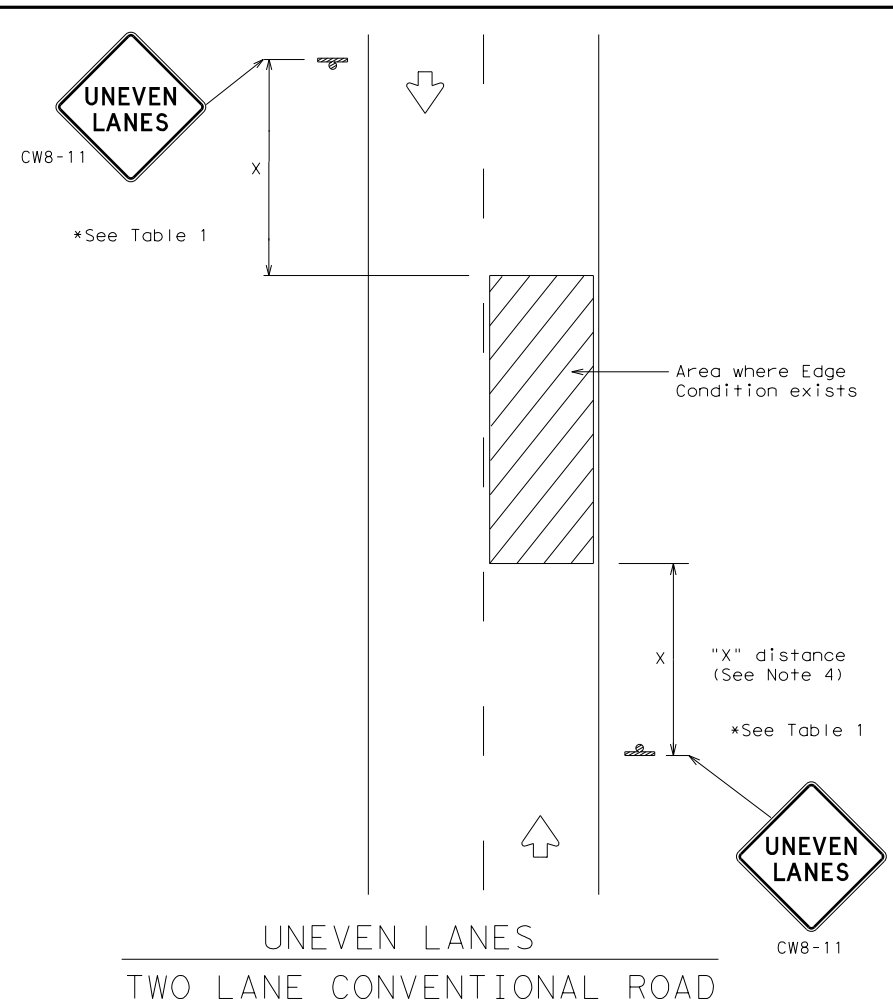 UNEVEN
LANES
CW8-11
X
*See Table 1
Area where Edge
Condition exists
X
"X" distance
(See Note 4)
*See Table 1
UNEVEN
LANES
CW8-11
UNEVEN LANES
TWO LANE CONVENTIONAL ROAD